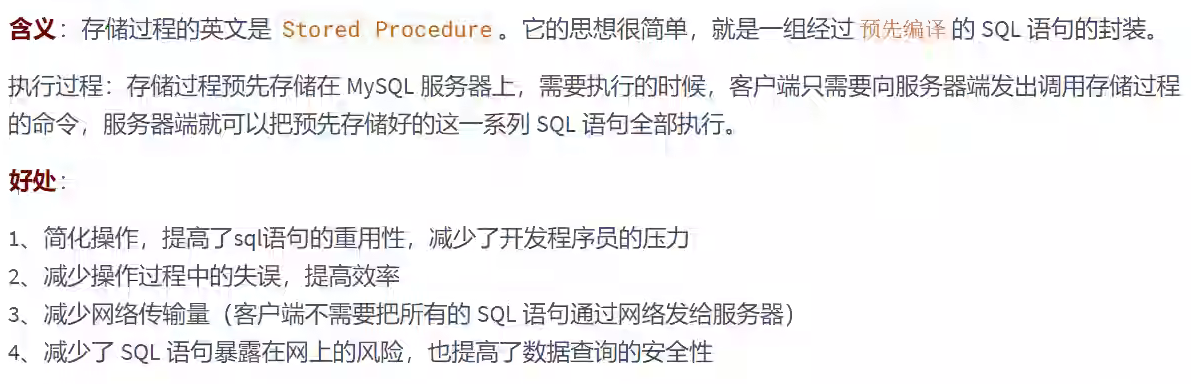 含义：存储过程的英文是 Stored Procedure。它的思想很简单，就是一组经过 预先编译 的 SQL 语句的封装。
执行过程：存储过程预先存储在 MySQL 服务器上，需要执行的时候，客户端只需要向服务器端发出调用存储过程
的命令，服务器端就可以把预先存储好的这一系列 SQL 语句全部执行。
好处：
1、简化操作，提高了sql语句的重用性，减少了开发程序员的压力
2、减少操作过程中的失误，提高效率
3、减少网络传输量（客户端不需要把所有的 SQL 语句通过网络发给服务器）
4、减少了 SQL 语句暴露在网上的风险，也提高了数据查询的安全性